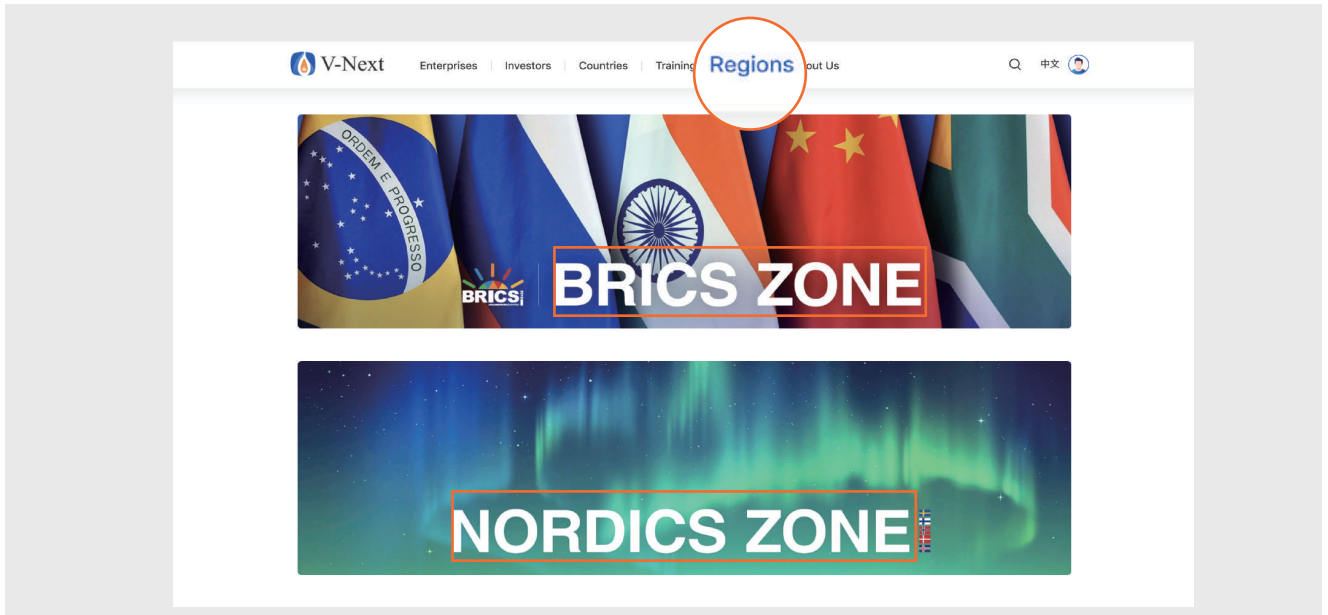 V-Next Enterprises Investors Countries Training Regions out Us 中文
ORDEM E PROGRESSO
BRICS
BRICS ZONE
NORDICS ZONE